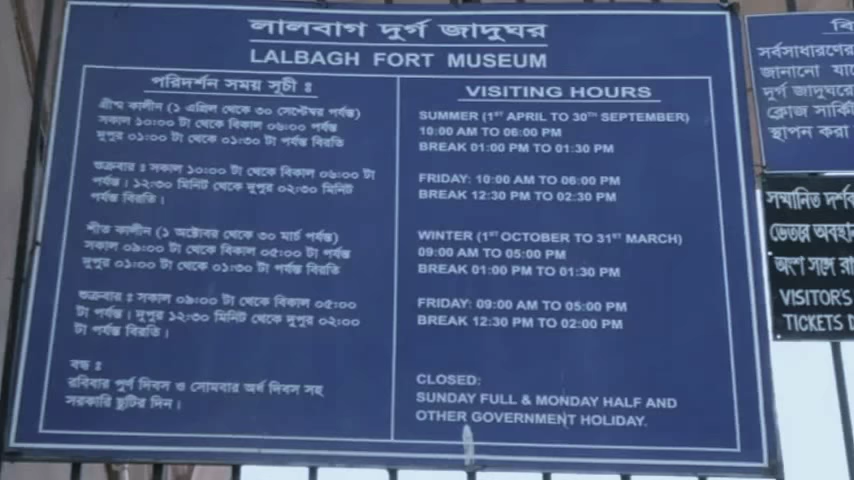 লালবাগ দুর্গ জাদুঘর
LALBAGH FORT MUSEUM
পরিদর্শন সময় সূচী ঃ
গ্রীষ্ম কালীন (১ এপ্রিল থেকে ৩০ সেপ্টেম্বর পর্যন্ত)
সকাল ১০:০০ টা থেকে বিকাল ০৬:০০ পর্যন্ত
দুপুর ০১:০০ টা থেকে ০১:৩০ টা পর্যন্ত বিরতি
শুক্রবার : সকাল ১০:০০ টা থেকে বিকাল ০৬:০০ টা
পর্যন্ত। ১২:৩০ মিনিট থেকে দুপুর ০২:৩০ মিনিট
পর্যন্ত বিরতি।
শীত কালীন (১ অক্টোবর থেকে ৩০ মার্চ পর্যন্ত)
সকাল ০৯:০০ টা থেকে বিকাল ০৫:০০ টা পর্যন্ত
দুপুর ০১:০০ টা থেকে ০১:৩০ টা পর্যন্ত বিরতি
শুক্রবার : সকাল ০৯:০০ টা থেকে বিকাল ০৫:০০
টা পর্যন্ত। দুপুর ১২:৩০ মিনিট থেকে দুপুর ০২:০০
টা পর্যন্ত বিরতি।
বন্ধ ঃ
রবিবার পুর্ণ দিবস ও সোমবার অর্ধ দিবস সহ
সরকারি ছুটির দিন।
VISITING HOURS
SUMMER (1ST APRIL TO 30TH SEPTEMBER)
10:00 AM TO 06:00 PM
BREAK 01:00 PM TO 01:30 PM
FRIDAY: 10:00 AM TO 06:00 PM
BREAK 12:30 PM TO 02:30 PM
WINTER (1ST OCTOBER TO 31ST MARCH)
09:00 AM TO 05:00 PM
BREAK 01:00 PM TO 01:30 PM
FRIDAY: 09:00 AM TO 05:00 PM
BREAK 12:30 PM TO 02:00 PM
CLOSED:
SUNDAY FULL & MONDAY HALF AND
OTHER GOVERNMENT HOLIDAY.
সর্বসাধারণের
জানানো
দুর্গ জাদুঘরে
ক্লোজ সার্কি
স্থাপন করা
সম্মানিত দর্শ
ভেতরে অবস্থা
অংশ সঙ্গে রা
VISITOR'S
TICKETS